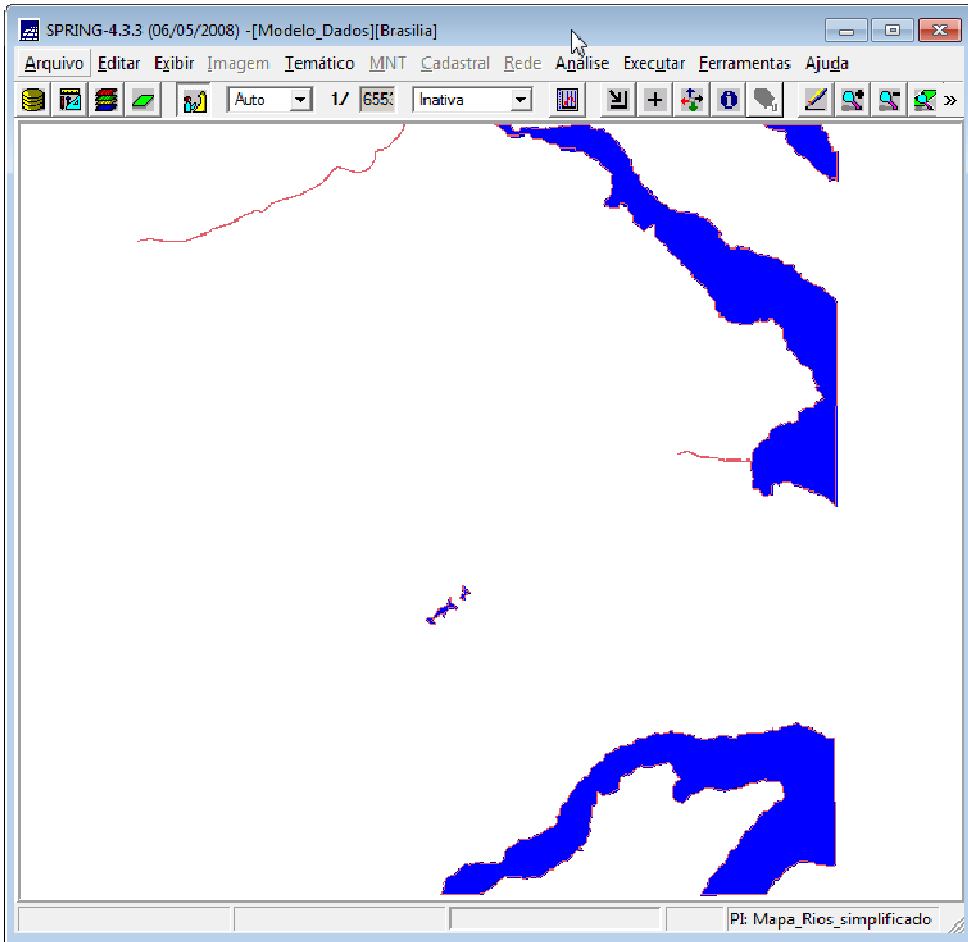 SPRING-4.3.3 (06/05/2008) -[Modelo_Dados][Brasilia]
Arquivo Editar Exibir Imagem Temático MNT Cadastral Rede Análise Executar Ferramentas Ajuda
Auto 1/ Inativa »
PI: Mapa_Rios_simplificado